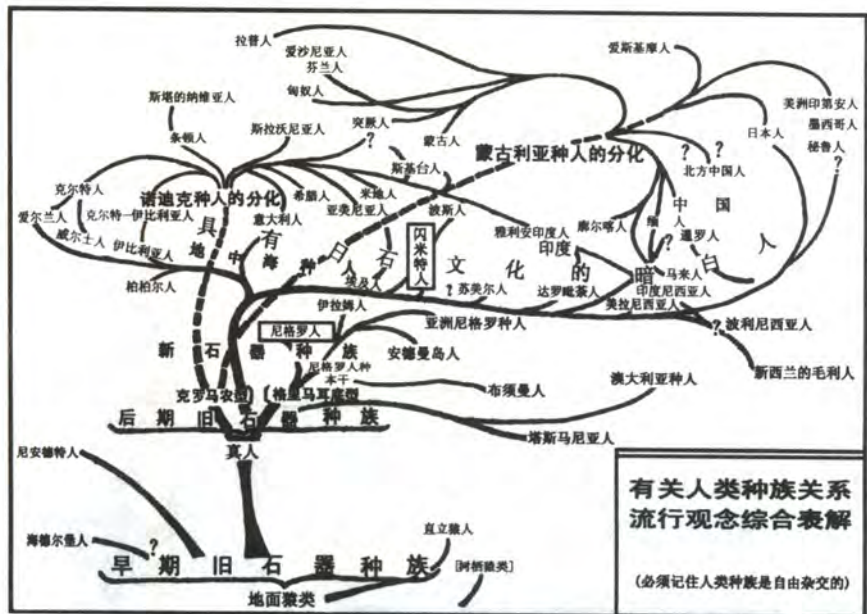 拉普人
爱沙尼亚人
芬兰人
匈奴人
爱斯基摩人
斯堪的纳维亚人
条顿人
斯拉沃尼亚人
突厥人
?
蒙古人
美洲印第安人
墨西哥人
秘鲁人
?
日本人
蒙古利亚种人的分化
? ?
北方中国人
斯基台人
克尔特人
诺迪克种人的分化
希腊人
米地人
爱尔兰人
克尔特—伊比利亚人
意大利人
亚美尼亚人
波斯人
威尔士人
伊比利亚人
雅利安印度人
廓尔喀人
缅人
中国
暹罗人
?
具有日石文化的暗白人
地中海种人
闪米特人
印度
柏柏尔人
埃及人
?苏美尔人
达罗毗荼人
马来人
印度尼西亚人
美拉尼西亚人
伊拉姆人
尼格罗人
亚洲尼格罗种人
?
波利尼西亚人
新石器种族
安德曼岛人
尼格罗人种
本干
新西兰的毛利人
克罗马农型
格里马耳底型
布须曼人
澳大利亚种人
后期旧石器种族
塔斯马尼亚人
真人
尼安德特人
海德尔堡人
?
直立猿人
早期旧石器种族
[阿栖猿类]
地面猿类
有关人类种族关系
流行观念综合表解
(必须记住人类种族是自由杂交的)